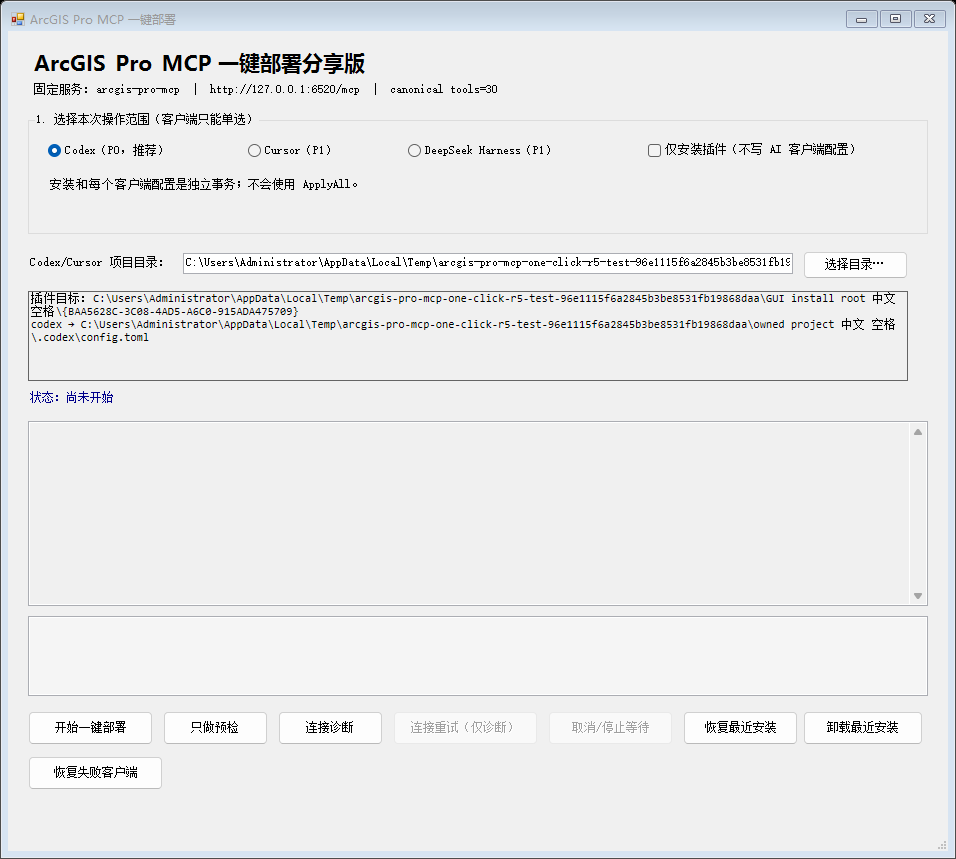 ArcGIS Pro MCP 一键部署
ArcGIS Pro MCP 一键部署分享版
固定服务: arcgis-pro-mcp | http://127.0.0.1:6520/mcp | canonical tools=30
1. 选择本次操作范围（客户端只能单选）
Codex（P0，推荐） Cursor（P1） DeepSeek Harness（P1） 仅安装插件（不写 AI 客户端配置）
安装和每个客户端配置是独立事务；不会使用 ApplyAll。
Codex/Cursor 项目目录: C:\Users\Administrator\AppData\Local\Temp\arcgis-pro-mcp-one-click-r5-test-96e1115f6a2845b3be8531fb19 选择目录…
插件目标: C:\Users\Administrator\AppData\Local\Temp\arcgis-pro-mcp-one-click-r5-test-96e1115f6a2845b3be8531fb19868daa\GUI install root 中文
空格\{BAA5628C-3C08-4AD5-A6C0-915ADA475709}
codex → C:\Users\Administrator\AppData\Local\Temp\arcgis-pro-mcp-one-click-r5-test-96e1115f6a2845b3be8531fb19868daa\owned project 中文 空格
\.codex\config.toml
状态: 尚未开始
开始一键部署 只做预检 连接诊断 连接重试（仅诊断） 取消/停止等待 恢复最近安装 卸载最近安装
恢复失败客户端